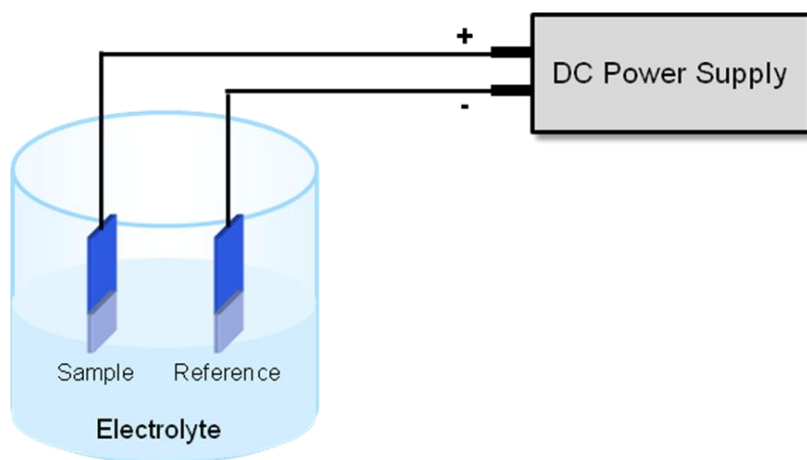 +
DC Power Supply
-
Sample
Reference
Electrolyte